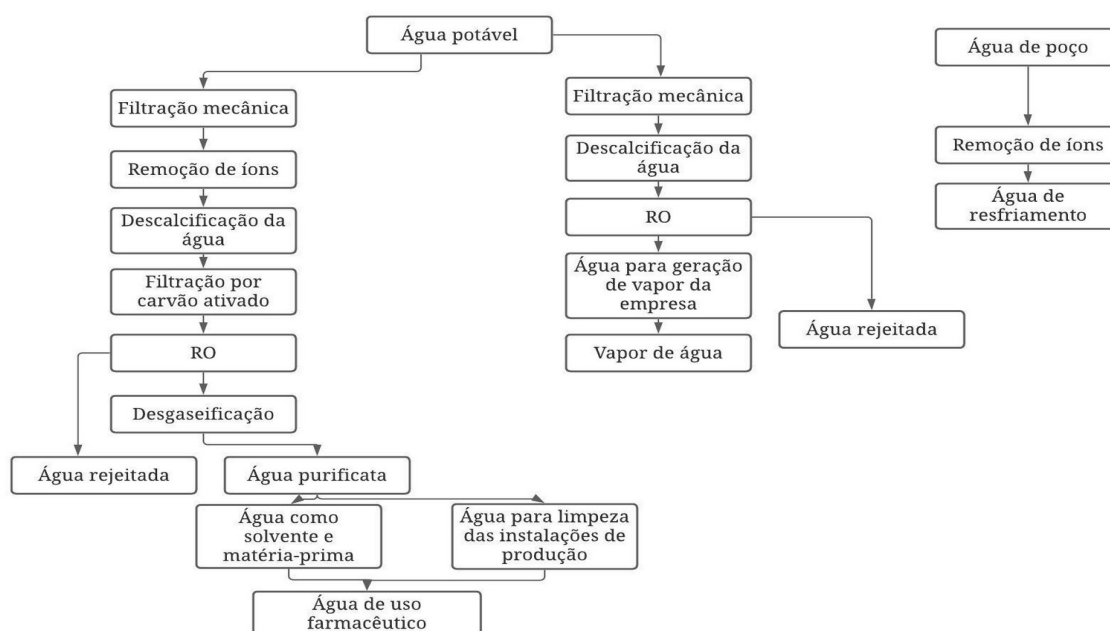 Água potável
Filtração mecânica
Remoção de íons
Descalcificação da
água
Filtração por
carvão ativado
RO
Desgaseificação
Água rejeitada
Água purificata
Água como
solvente e
matéria-prima
Água para limpeza
das instalações de
produção
Água de uso
farmacêutico
Filtração mecânica
Descalcificação da
água
RO
Água para geração
de vapor da
empresa
Vapor de água
Água rejeitada
Água de poço
Remoção de íons
Água de
resfriamento